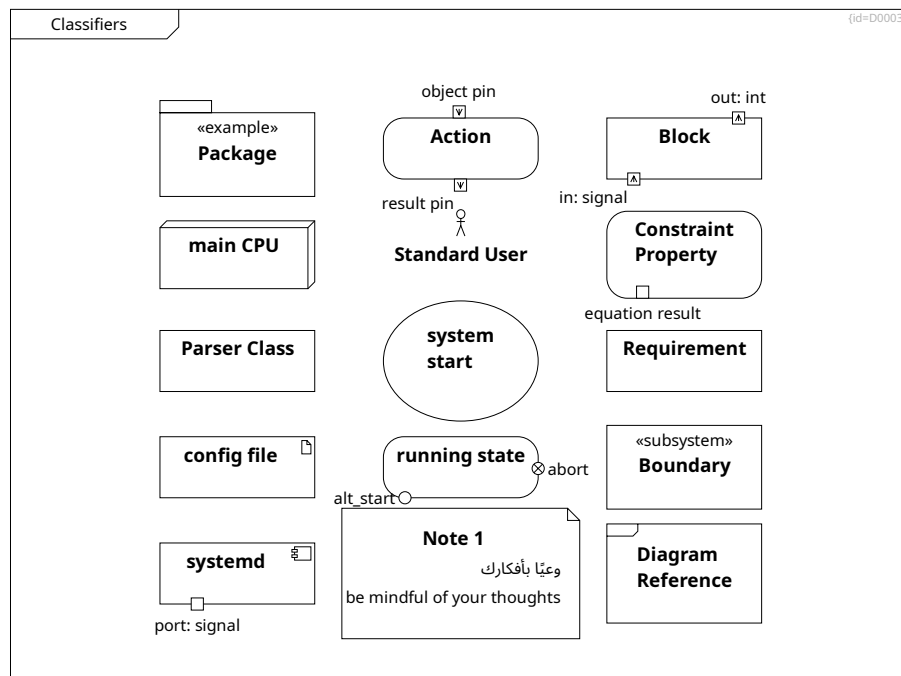 Classifiers
{id=D0003
«example»
Package
object pin
Action
result pin
out: int
Block
in: signal
main CPU
Standard User
Constraint
Property
equation result
Parser Class
system
start
Requirement
config file
running state
abort
alt_start
«subsystem»
Boundary
systemd
port: signal
Note 1
وعيًا بأفكارك
be mindful of your thoughts
Diagram
Reference